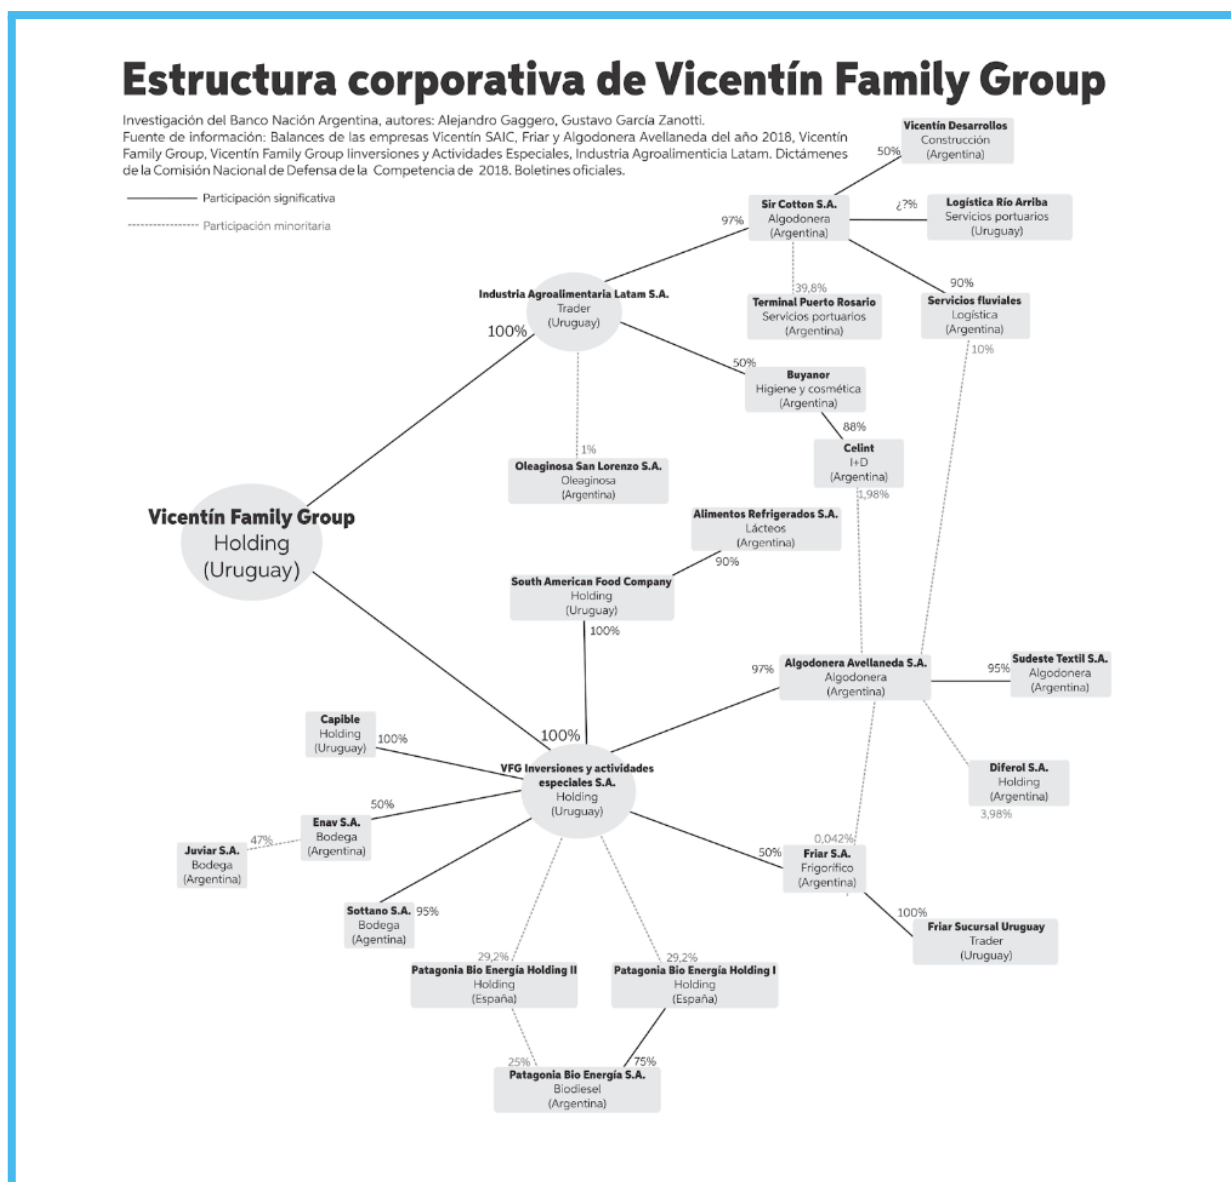 Estructura corporativa de Vicentín Family Group
Investigación del Banco Nación Argentina, autores: Alejandro Gaggero, Gustavo García Zanotti.
Fuente de información: Balances de las empresas Vicentín SAIC, Friar y Algodonera Avellaneda del año 2018, Vicentín
Family Group, Vicentín Family Group Iinversiones y Actividades Especiales, Industria Agroalimenticia Latam. Dictámenes
de la Comisión Nacional de Defensa de la Competencia de 2018. Boletines oficiales.
Participación significativa
Participación minoritaria
Vicentín Desarrollos
Construcción
(Argentina)
50%
Sir Cotton S.A.
Algodonera
(Argentina)
97%
¿?%
Logística Río Arriba
Servicios portuarios
(Uruguay)
39,8%
Terminal Puerto Rosario
Servicios portuarios
(Argentina)
90%
Servicios fluviales
Logística
(Argentina)
10%
Industria Agroalimentaria Latam S.A.
Trader
(Uruguay)
100%
50%
Buyanor
Higiene y cosmética
(Argentina)
88%
Celint
I+D
(Argentina)
1,98%
1%
Oleaginosa San Lorenzo S.A.
Oleaginosa
(Argentina)
Vicentín Family Group
Holding
(Uruguay)
Alimentos Refrigerados S.A.
Lácteos
(Argentina)
90%
South American Food Company
Holding
(Uruguay)
100%
97%
Algodonera Avellaneda S.A.
Algodonera
(Argentina)
95%
Sudeste Textil S.A.
Algodonera
(Argentina)
Capible
Holding
(Uruguay)
100%
100%
VFG Inversiones y actividades
especiales S.A.
Holding
(Uruguay)
Diferol S.A.
Holding
(Argentina)
3,98%
50%
Enav S.A.
Bodega
(Argentina)
47%
Juviar S.A.
Bodega
(Argentina)
0,042%
50%
Friar S.A.
Frigorífico
(Argentina)
Sottano S.A.
Bodega
(Agentina)
95%
100%
Friar Sucursal Uruguay
Trader
(Uruguay)
29,2%
Patagonia Bio Energía Holding II
Holding
(España)
29,2%
Patagonia Bio Energía Holding I
Holding
(España)
25%
75%
Patagonia Bio Energía S.A.
Biodiesel
(Argentina)